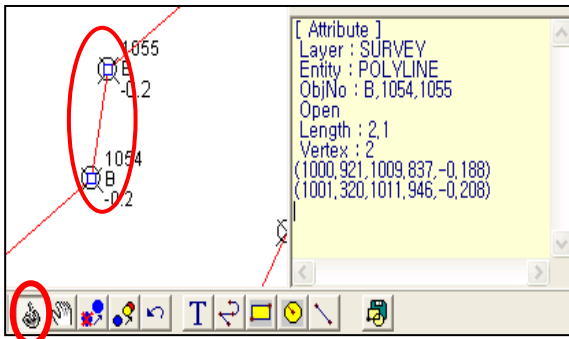 1055
B
-0.2
1054
B
-0.2
[ Attribute ]
Layer : SURVEY
Entity : POLYLINE
ObjNo : B,1054,1055
Open
Length : 2,1
Vertex : 2
(1000,921,1009,837,-0,188)
(1001,320,1011,946,-0,208)
T